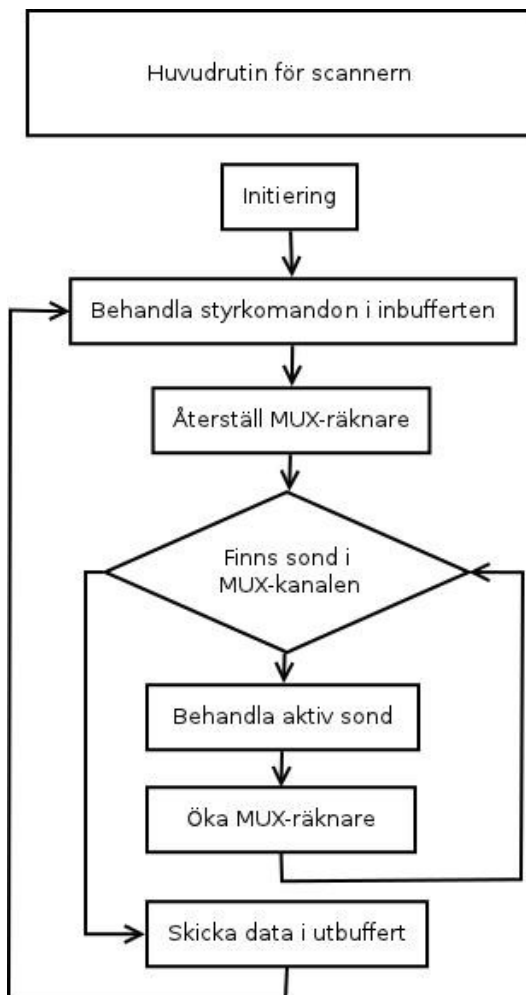 Huvudrutin för scannern
Initiering
Behandla styrkomandon i inbufferten
Återställ MUX-räknare
Finns sond i
MUX-kanalen
Behandla aktiv sond
Öka MUX-räknare
Skicka data i utbuffert